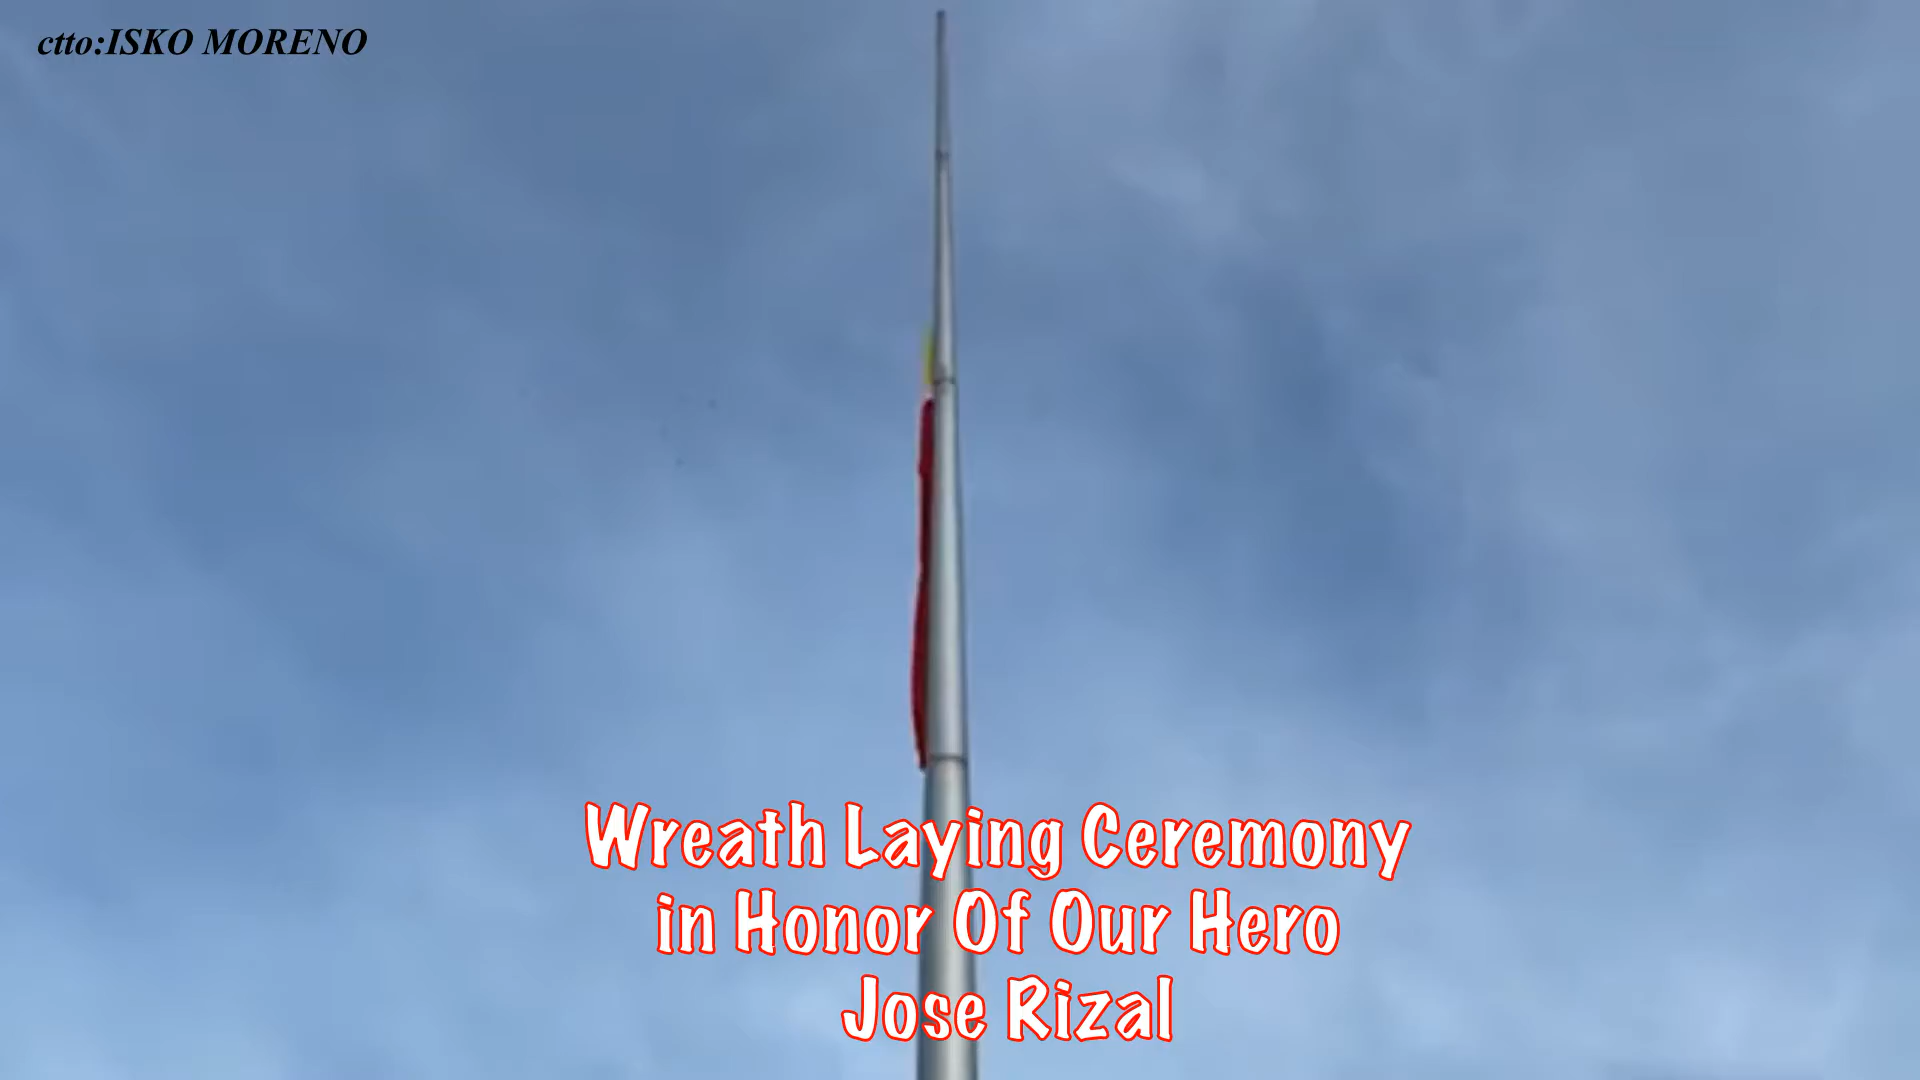 ctto:ISKO MORENO
Wreath Laying Ceremony
in Honor Of Our Hero
Jose Rizal